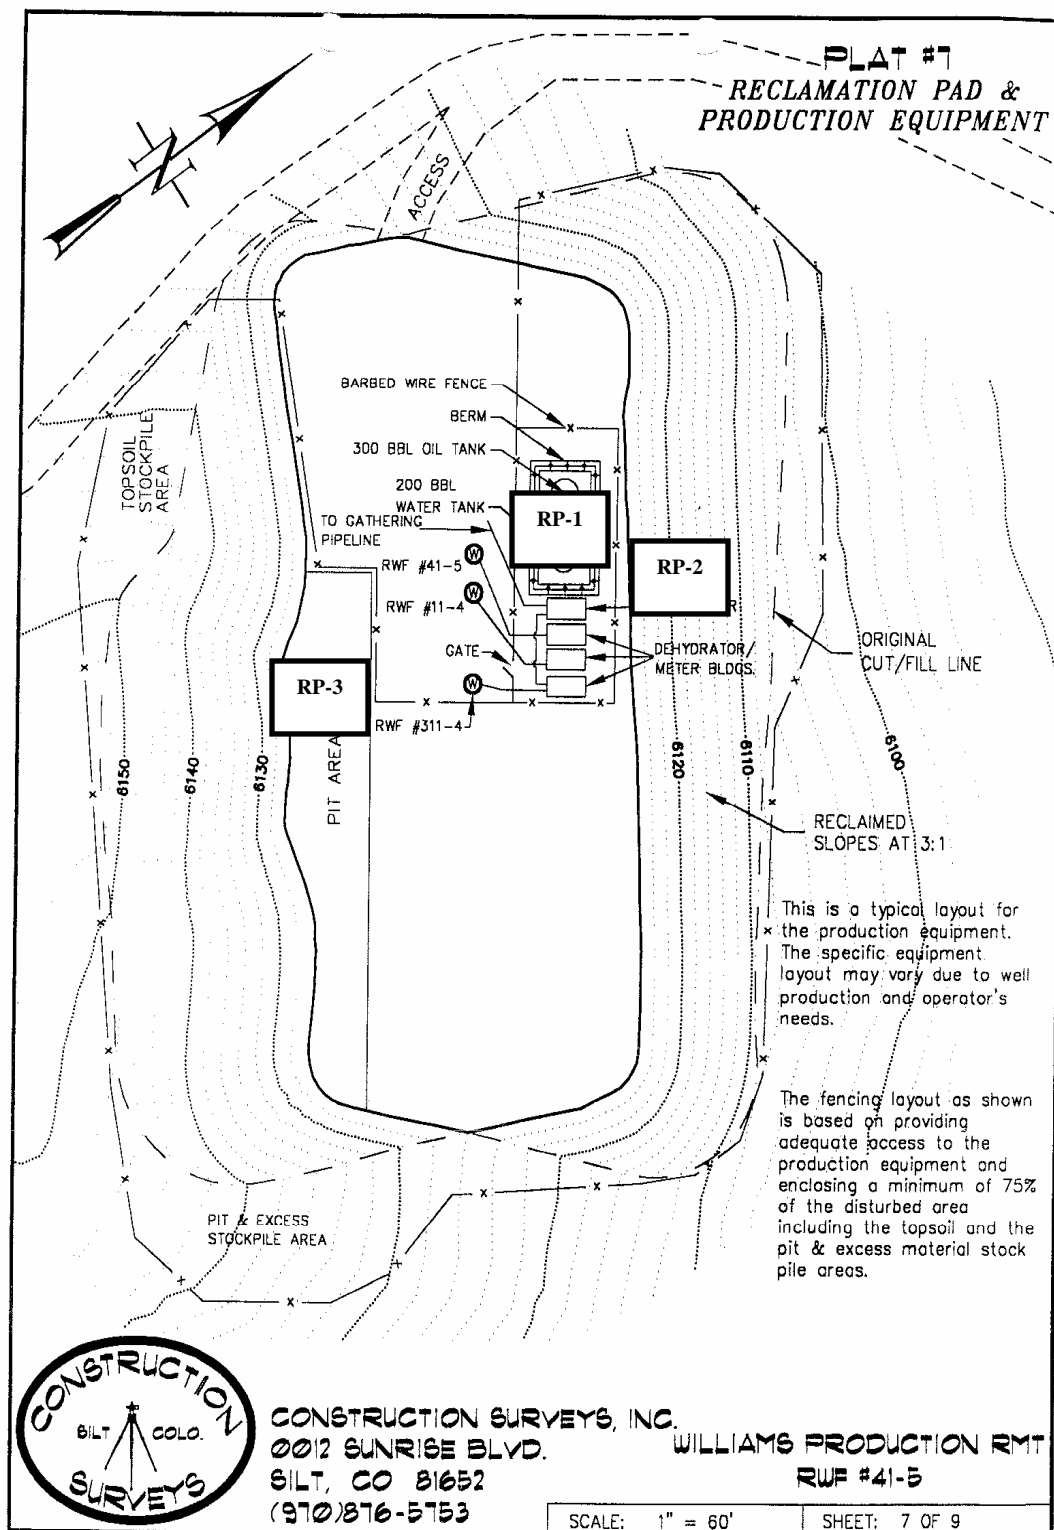 PLAT #7
RECLAMATION PAD &
PRODUCTION EQUIPMENT
N
ACCESS
BARBED WIRE FENCE
BERM
300 BBL OIL TANK
200 BBL
WATER TANK
TO GATHERING
PIPELINE
TOPSOIL
STOCKPILE
AREA
RP-1
RP-2
RP-3
R
RWF #41-5
W
RWF #11-4
W
GATE
RWF #311-4
W
DEHYDRATOR/
METER BLDGS.
ORIGINAL
CUT/FILL LINE
PIT AREA
6150
6140
6130
6120
6110
6100
RECLAIMED
SLOPES AT 3:1
This is a typical layout for
the production equipment.
The specific equipment
layout may vary due to well
production and operator's
needs.
The fencing layout as shown
is based on providing
adequate access to the
production equipment and
enclosing a minimum of 75%
of the disturbed area
including the topsoil and the
pit & excess material stock
pile areas.
PIT & EXCESS
STOCKPILE AREA
CONSTRUCTION
SILT COLO.
SURVEYS
CONSTRUCTION SURVEYS, INC.
0012 SUNRISE BLVD.
SILT, CO 81652
(970)876-5753
WILLIAMS PRODUCTION RMT
RWF #41-5
SCALE: 1" = 60'
SHEET: 7 OF 9